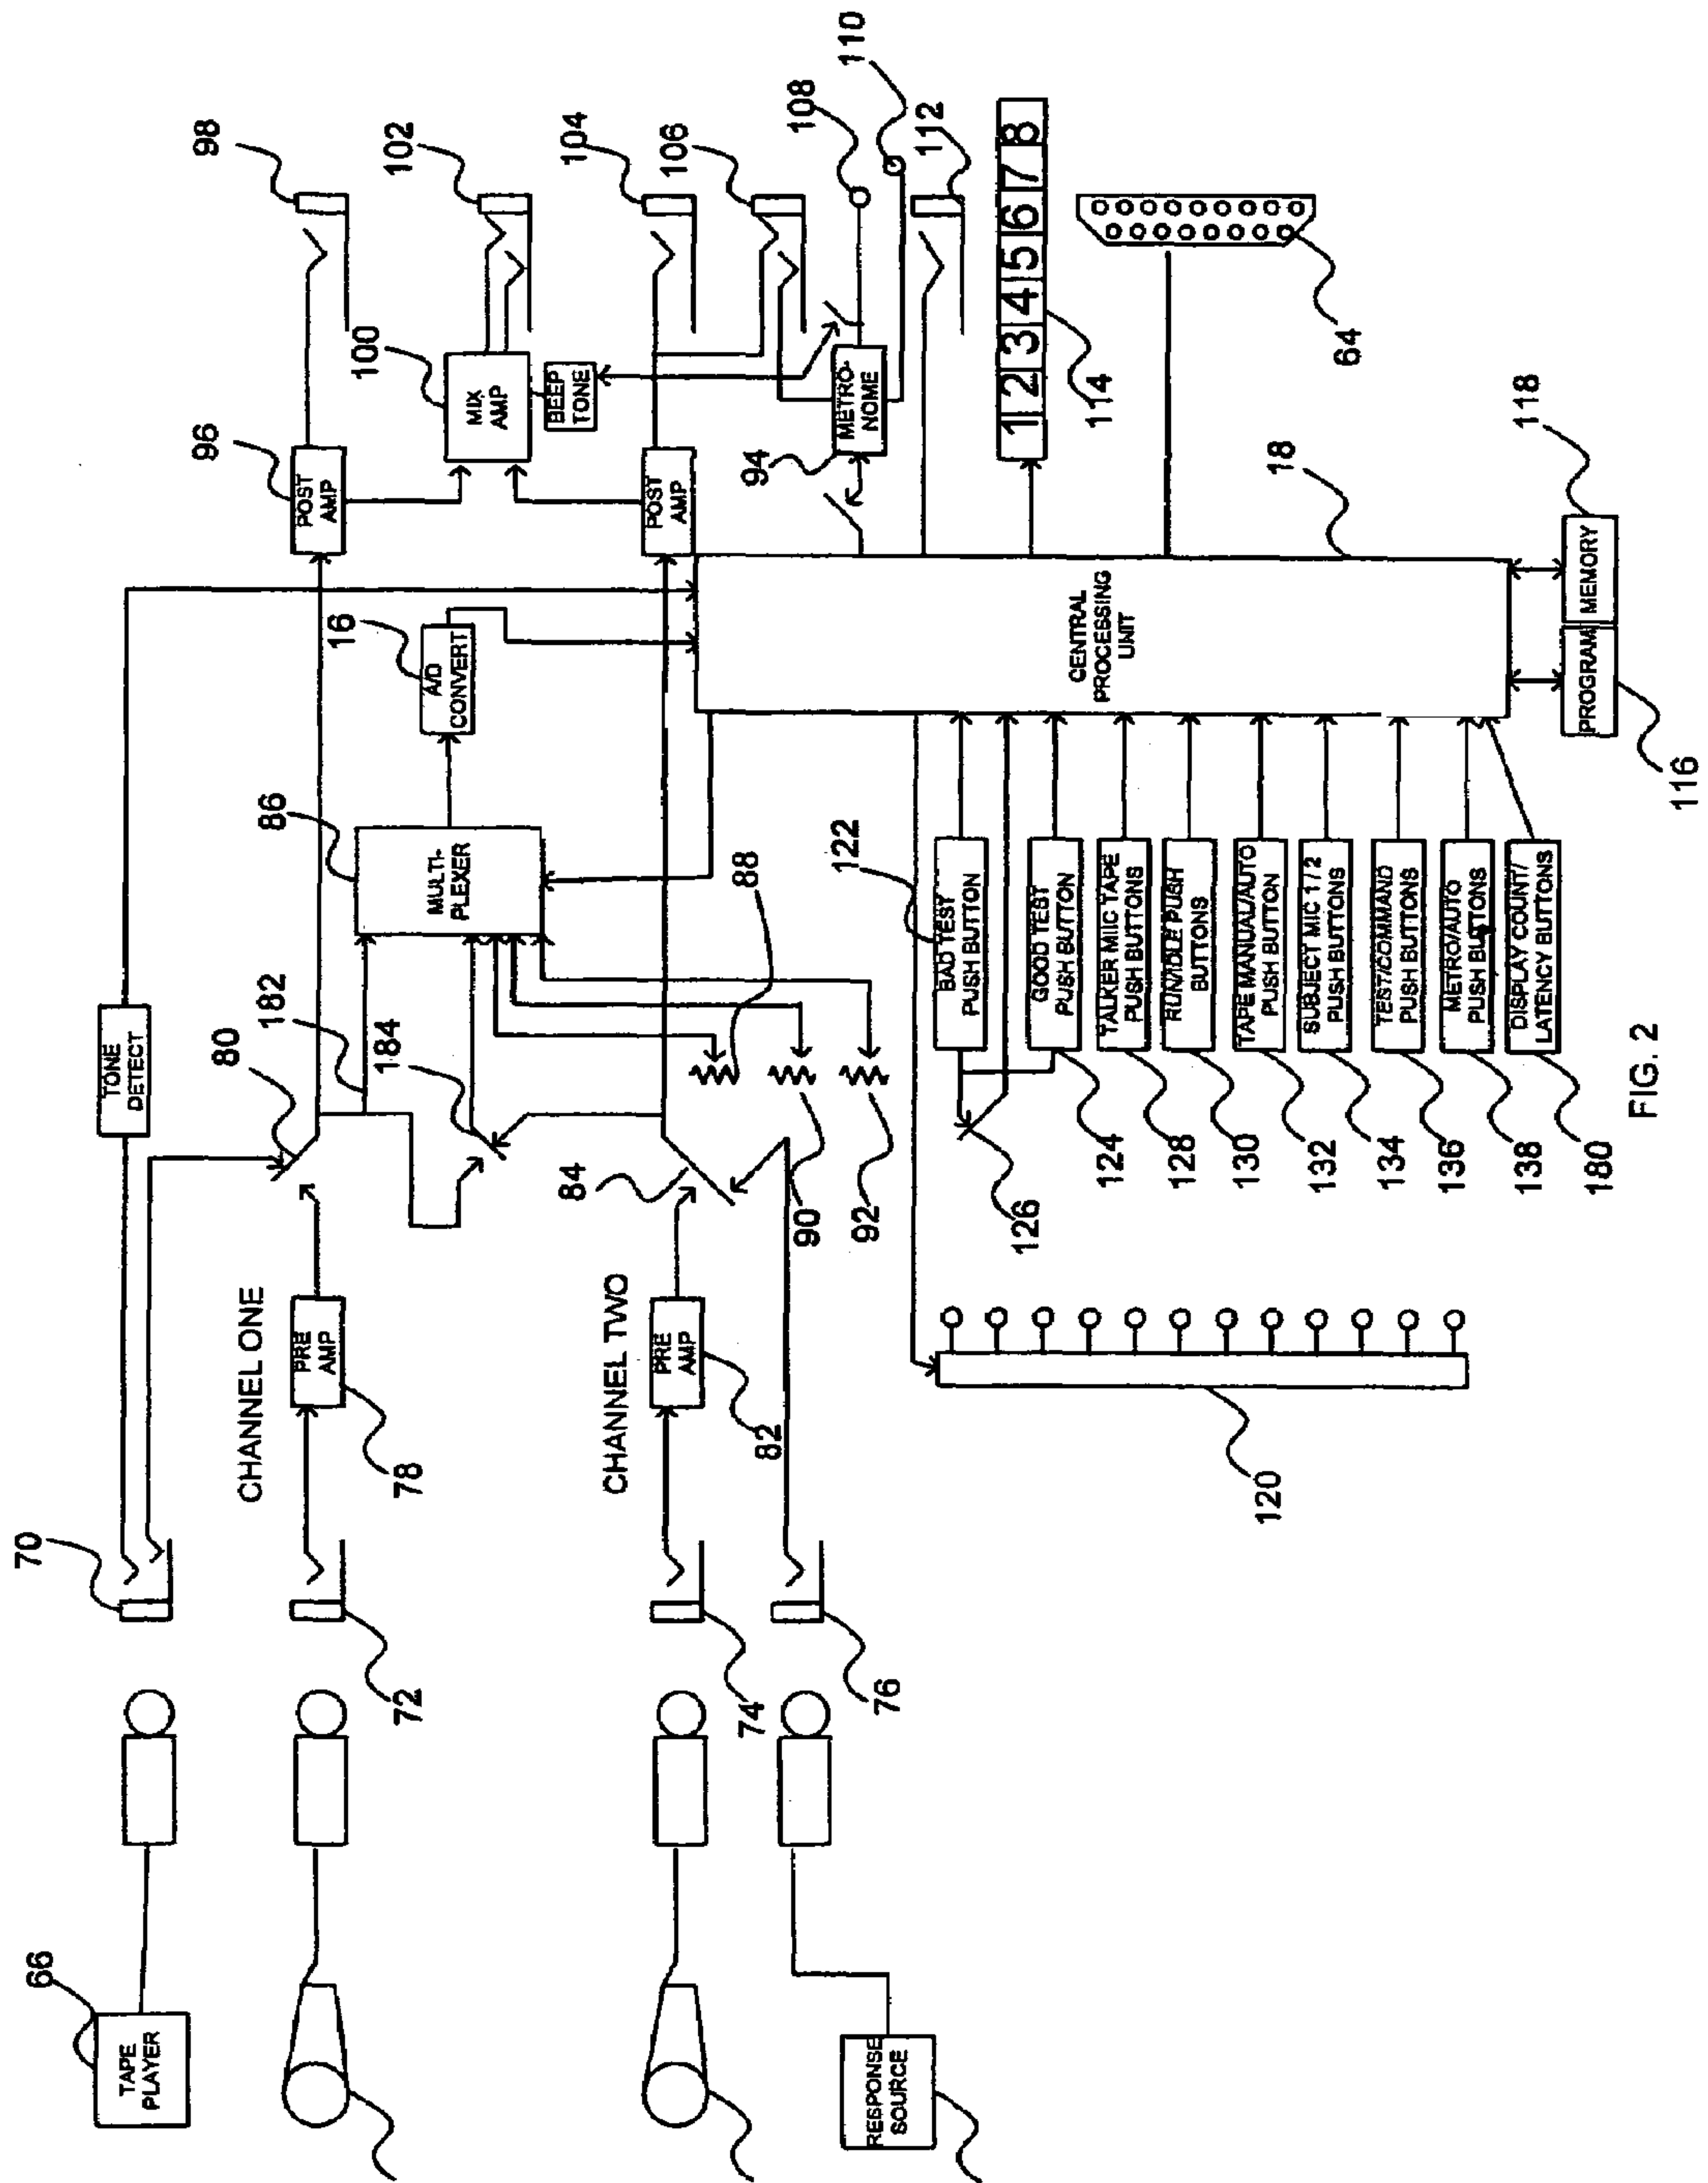 66
TAPE
PLAYER
70
TONE
DETECT
98
CHANNEL ONE
72
78
PRE
AMP
80
182
184
86
MULTI-
PLEXER
16
A/D
CONVERT
96
POST
AMP
100
MIX
AMP
BEEP
TONE
102
CHANNEL TWO
74
PRE
AMP
82
84
88
90
92
POST
AMP
104
106
94
METRO-
NOME
108
110
112
RESPONSE
SOURCE
76
120
122
BAD TEST
PUSH BUTTON
GOOD TEST
PUSH BUTTON
TALKER MIC TAPE
PUSH BUTTONS
RUN/IDLE PUSH
BUTTONS
TAPE MANUAL/AUTO
PUSH BUTTON
SUBJECT MIC 1 / 2
PUSH BUTTONS
TEST/COMMAND
PUSH BUTTONS
METRO/AUTO
PUSH BUTTONS
DISPLAY COUNT/
LATENCY BUTTONS
126
124
128
130
132
134
136
138
180
CENTRAL
PROCESSING
UNIT
18
1 2 3 4 5 6 7 8
114
64
PROGRAM
MEMORY
116
118
FIG. 2